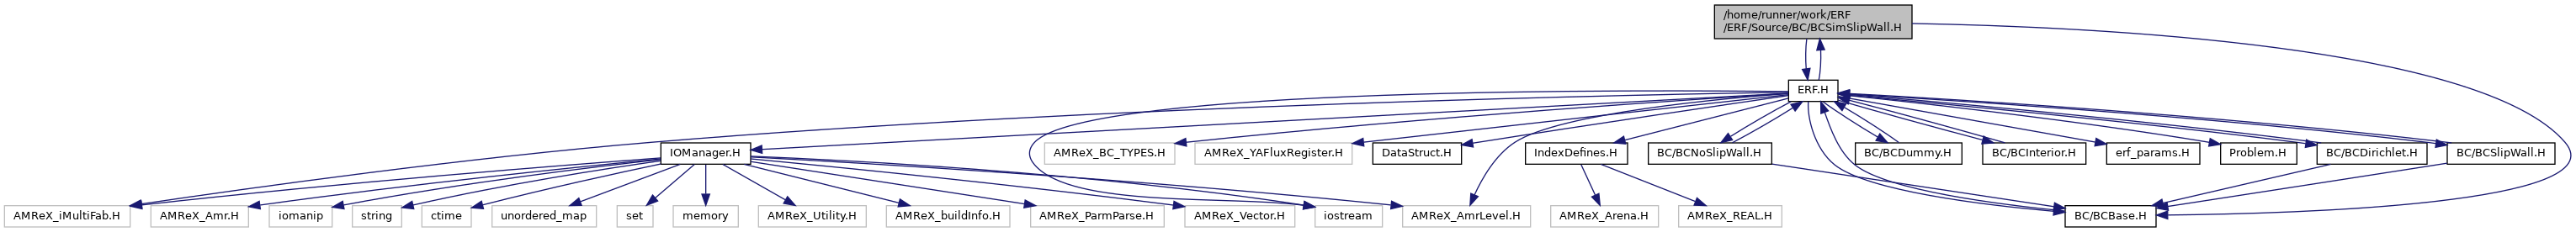 /home/runner/work/ERF
/ERF/Source/BC/BCSimSlipWall.H
ERF.H
IOManager.H
AMReX_BC_TYPES.H
AMReX_YAFluxRegister.H
DataStruct.H
IndexDefines.H
BC/BCNoSlipWall.H
BC/BCDummy.H
BC/BCInterior.H
erf_params.H
Problem.H
BC/BCDirichlet.H
BC/BCSlipWall.H
AMReX_iMultiFab.H
AMReX_Amr.H
iomanip
string
ctime
unordered_map
set
memory
AMReX_Utility.H
AMReX_buildInfo.H
AMReX_ParmParse.H
AMReX_Vector.H
iostream
AMReX_AmrLevel.H
AMReX_Arena.H
AMReX_REAL.H
BC/BCBase.H